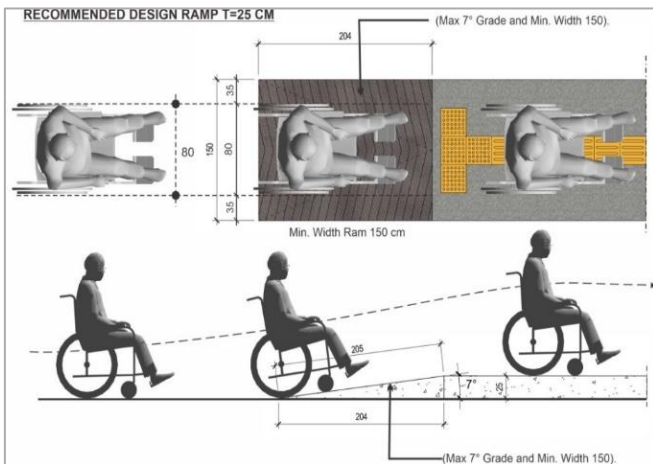 RECOMMENDED DESIGN RAMP T=25 CM
(Max 7° Grade and Min. Width 150).
204
80
150
35
80
35
Min. Width Ram 150 cm
205
7°
25
204
(Max 7° Grade and Min. Width 150).